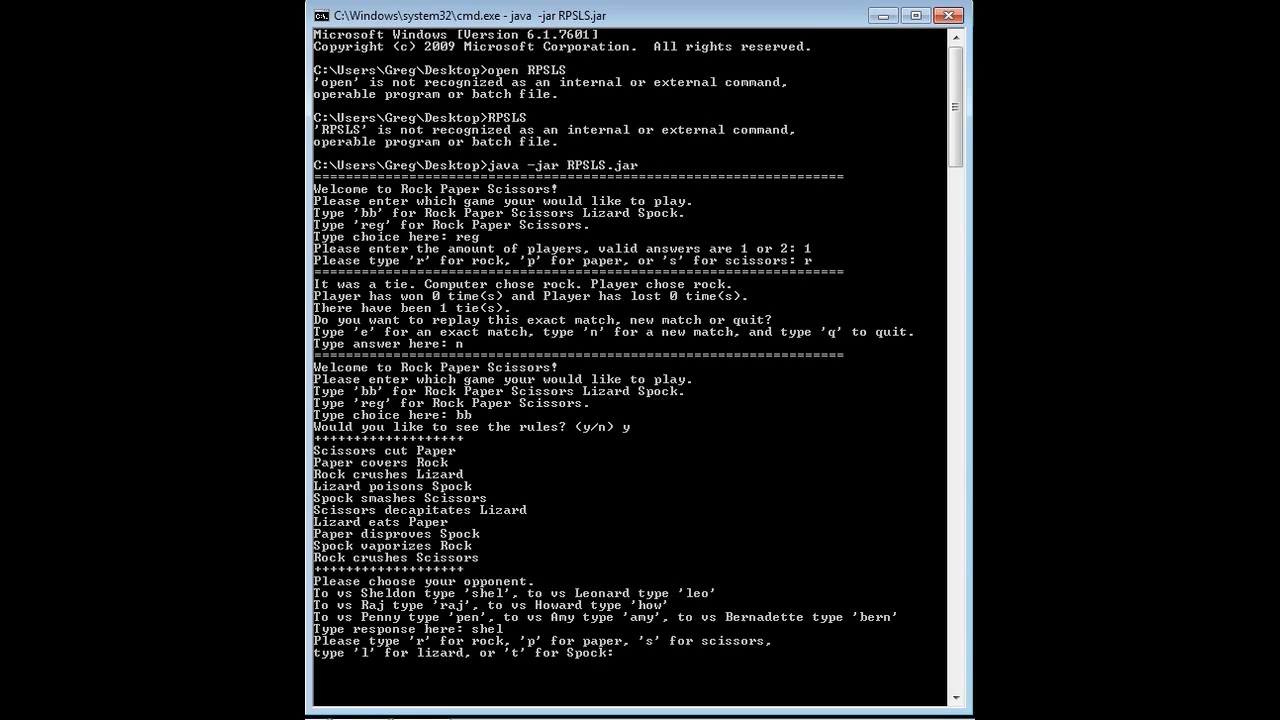 C:\Windows\system32\cmd.exe - java  -jar RPSLS.jar
Microsoft Windows [Version 6.1.7601]
Copyright (c) 2009 Microsoft Corporation.  All rights reserved.
C:\Users\Greg\Desktop>open RPSLS
'open' is not recognized as an internal or external command,
operable program or batch file.
C:\Users\Greg\Desktop>RPSLS
'RPSLS' is not recognized as an internal or external command,
operable program or batch file.
C:\Users\Greg\Desktop>java -jar RPSLS.jar
===================================================================
Welcome to Rock Paper Scissors!
Please enter which game your would like to play.
Type 'bb' for Rock Paper Scissors Lizard Spock.
Type 'reg' for Rock Paper Scissors.
Type choice here: reg
Please enter the amount of players, valid answers are 1 or 2: 1
Please type 'r' for rock, 'p' for paper, or 's' for scissors: r
===================================================================
It was a tie. Computer chose rock. Player chose rock.
Player has won 0 time(s) and Player has lost 0 time(s).
There have been 1 tie(s).
Do you want to replay this exact match, new match or quit?
Type 'e' for an exact match, type 'n' for a new match, and type 'q' to quit.
Type answer here: n
===================================================================
Welcome to Rock Paper Scissors!
Please enter which game your would like to play.
Type 'bb' for Rock Paper Scissors Lizard Spock.
Type 'reg' for Rock Paper Scissors.
Type choice here: bb
Would you like to see the rules? (y/n) y
+++++++++++++++++++
Scissors cut Paper
Paper covers Rock
Rock crushes Lizard
Lizard poisons Spock
Spock smashes Scissors
Scissors decapitates Lizard
Lizard eats Paper
Paper disproves Spock
Spock vaporizes Rock
Rock crushes Scissors
+++++++++++++++++++
Please choose your opponent.
To vs Sheldon type 'shel', to vs Leonard type 'leo'
To vs Raj type 'raj', to vs Howard type 'how'
To vs Penny type 'pen', to vs Amy type 'amy', to vs Bernadette type 'bern'
Type response here: shel
Please type 'r' for rock, 'p' for paper, 's' for scissors,
type 'l' for lizard, or 't' for Spock: